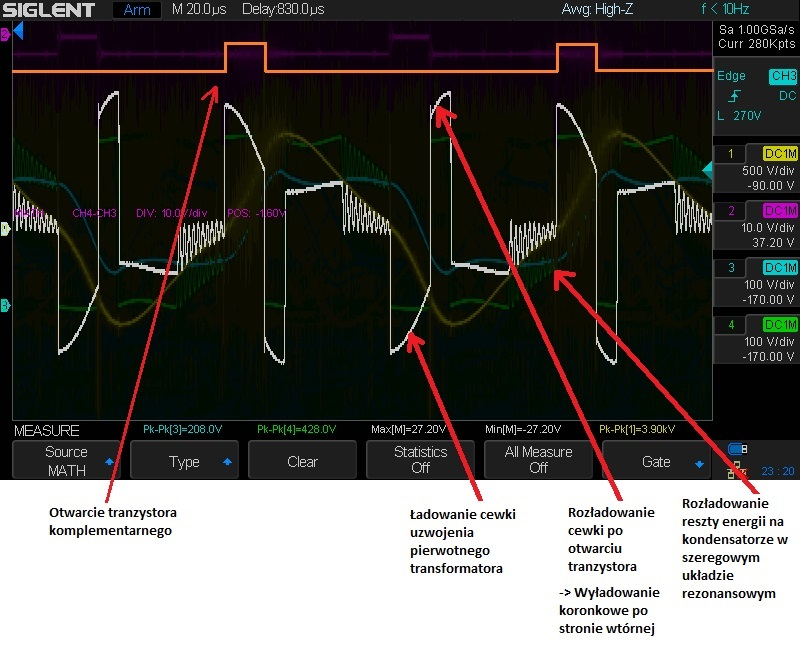 SIGLENT Arm M 20.0µs Delay:830.0µs Awg: High-Z f < 10Hz
Sa 1.00GSa/s
Curr 280Kpts
Edge CH3
DC
L 270V
1 DC1M
500 V/div
-90.00 V
2 DC1M
10.0 V/div
37.20 V
3 DC1M
100 V/div
-170.00 V
4 DC1M
100 V/div
-170.00 V
2
CH4-CH3 DIV: 10.0V/div POS: -1.60V
3
MEASURE Pk-Pk[3]=208.0V Pk-Pk[4]=428.0V Max[M]=27.20V Min[M]=-27.20V Pk-Pk[1]=3.90kV
Source
MATH
Type
Clear
Statistics
Off
All Measure
Off
Gate
23:20
Otwarcie tranzystora
komplementarnego
Ładowanie cewki
uzwojenia
pierwotnego
transformatora
Rozładowanie
cewki po
otwarciu
tranzystora
-> Wyładowanie
koronkowe po
stronie wtórnej
Rozładowanie
reszty energii na
kondensatorze w
szeregowym
układzie
rezonansowym